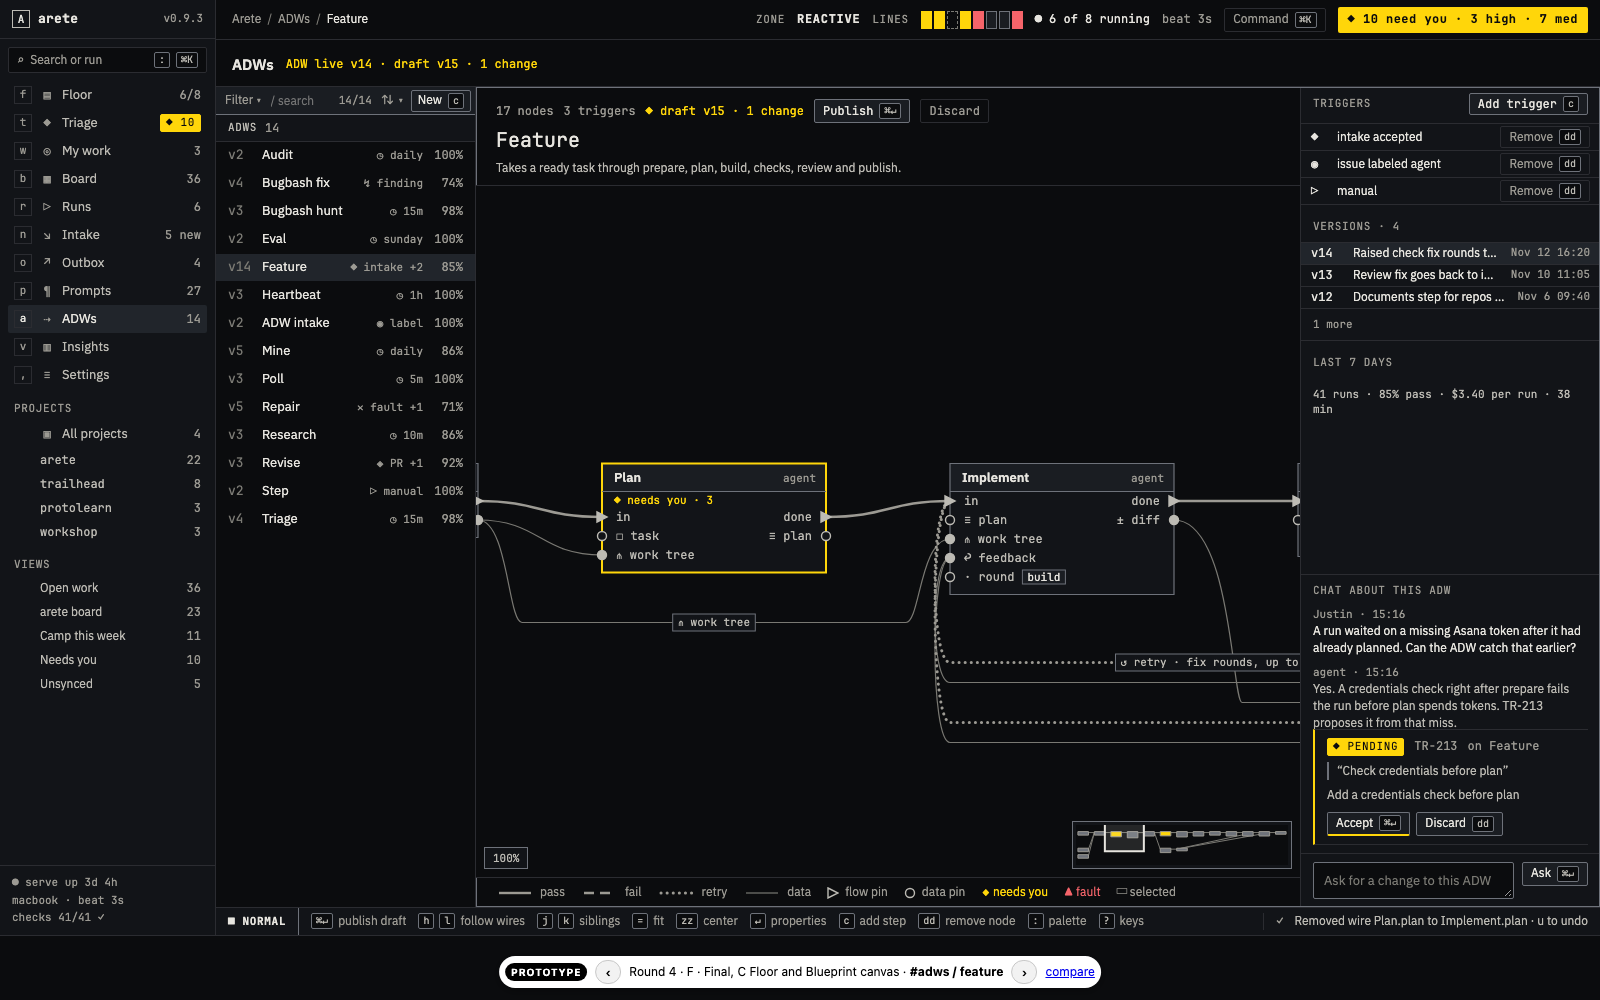 A arete v0.9.3
Arete / ADWs / Feature
ZONE REACTIVE LINES 6 of 8 running beat 3s Command ⌘K ◆ 10 need you · 3 high · 7 med
Search or run : ⌘K
f Floor 6/8
t ◆ Triage ◆ 10
w My work 3
b Board 36
r Runs 6
n Intake 5 new
o Outbox 4
p ¶ Prompts 27
a → ADWs 14
v Insights
, Settings
PROJECTS
All projects 4
arete 22
trailhead 8
protolearn 3
workshop 3
VIEWS
Open work 36
arete board 23
Camp this week 11
Needs you 10
Unsynced 5
serve up 3d 4h
macbook · beat 3s
checks 41/41 ✓
ADWs ADW live v14 · draft v15 · 1 change
Filter / search 14/14 New c
ADWS 14
v2 Audit daily 100%
v4 Bugbash fix finding 74%
v3 Bugbash hunt 15m 98%
v2 Eval sunday 100%
v14 Feature ◆ intake +2 85%
v3 Heartbeat 1h 100%
v2 ADW intake label 100%
v5 Mine daily 86%
v3 Poll 5m 100%
v5 Repair × fault +1 71%
v3 Research 10m 86%
v3 Revise ◆ PR +1 92%
v2 Step ▷ manual 100%
v4 Triage 15m 98%
17 nodes 3 triggers ◆ draft v15 · 1 change Publish ⌘↵ Discard
Feature
Takes a ready task through prepare, plan, build, checks, review and publish.
Plan agent
◆ needs you · 3
in done
task ≡ plan
work tree
Implement agent
in done
≡ plan ± diff
work tree
feedback
· round build
work tree
↺ retry · fix rounds, up to
100%
pass fail retry data flow pin data pin ◆ needs you fault selected
TRIGGERS Add trigger c
◆ intake accepted Remove dd
issue labeled agent Remove dd
▷ manual Remove dd
VERSIONS · 4
v14 Raised check fix rounds t... Nov 12 16:20
v13 Review fix goes back to i... Nov 10 11:05
v12 Documents step for repos ... Nov 6 09:40
1 more
LAST 7 DAYS
41 runs · 85% pass · $3.40 per run · 38
min
CHAT ABOUT THIS ADW
Justin · 15:16
A run waited on a missing Asana token after it had
already planned. Can the ADW catch that earlier?
agent · 15:16
Yes. A credentials check right after prepare fails
the run before plan spends tokens. TR-213
proposes it from that miss.
◆ PENDING TR-213 on Feature
“Check credentials before plan”
Add a credentials check before plan
Accept ⌘↵ Discard dd
Ask for a change to this ADW Ask ⌘↵
■ NORMAL ⌘↵ publish draft h l follow wires j k siblings = fit zz center ↵ properties c add step dd remove node : palette ? keys
✓ Removed wire Plan.plan to Implement.plan · u to undo
PROTOTYPE ‹ Round 4 · F · Final, C Floor and Blueprint canvas · #adws / feature › compare